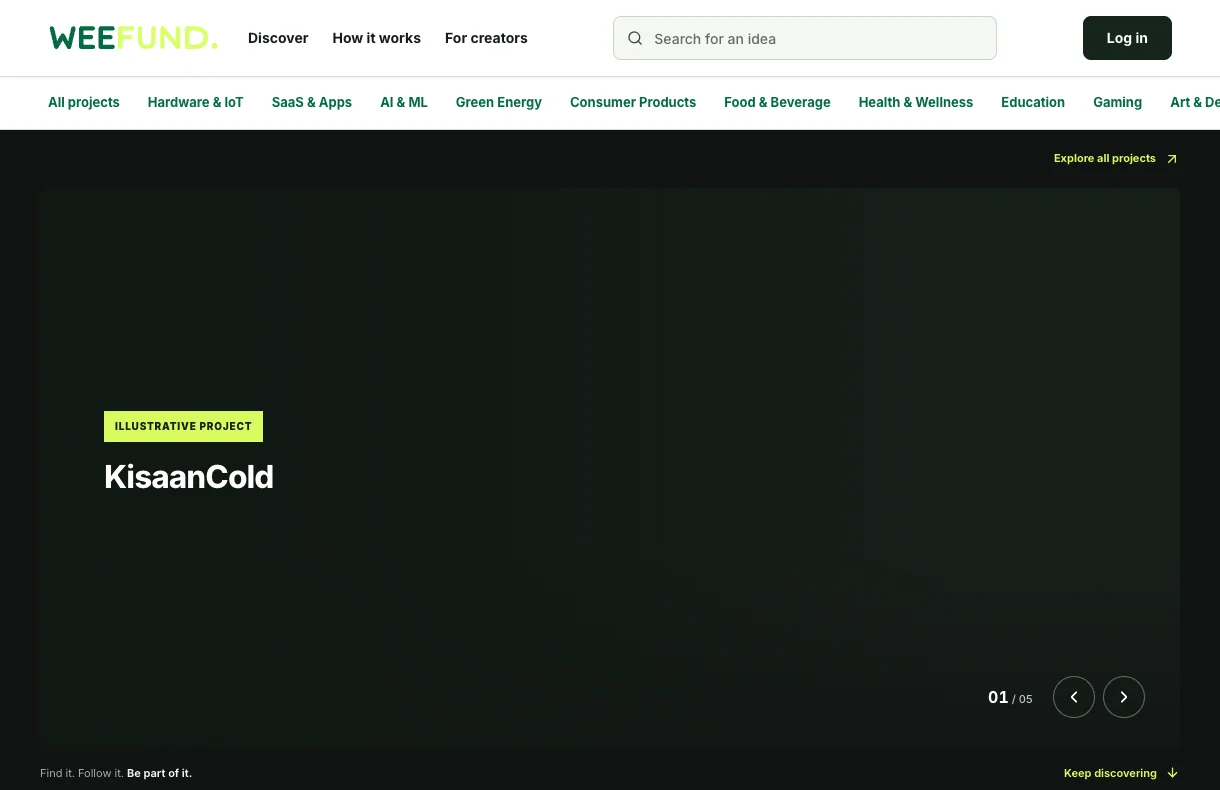 WEEFUND.
Discover
How it works
For creators
Search for an idea
Log in
All projects
Hardware & IoT
SaaS & Apps
AI & ML
Green Energy
Consumer Products
Food & Beverage
Health & Wellness
Education
Gaming
Art & De
Explore all projects
ILLUSTRATIVE PROJECT
KisaanCold
01 / 05
Find it. Follow it. Be part of it.
Keep discovering